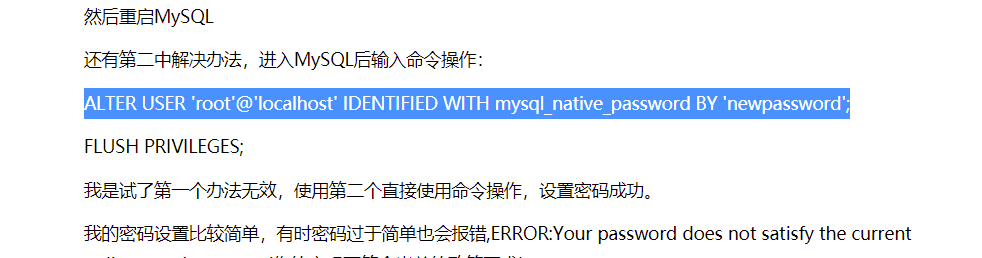 然后重启MySQL
还有第二中解决办法，进入MySQL后输入命令操作：
ALTER USER 'root'@'localhost' IDENTIFIED WITH mysql_native_password BY 'newpassword';
FLUSH PRIVILEGES;
我是试了第一个办法无效，使用第二个直接使用命令操作，设置密码成功。
我的密码设置比较简单，有时密码过于简单也会报错,ERROR:Your password does not satisfy the current